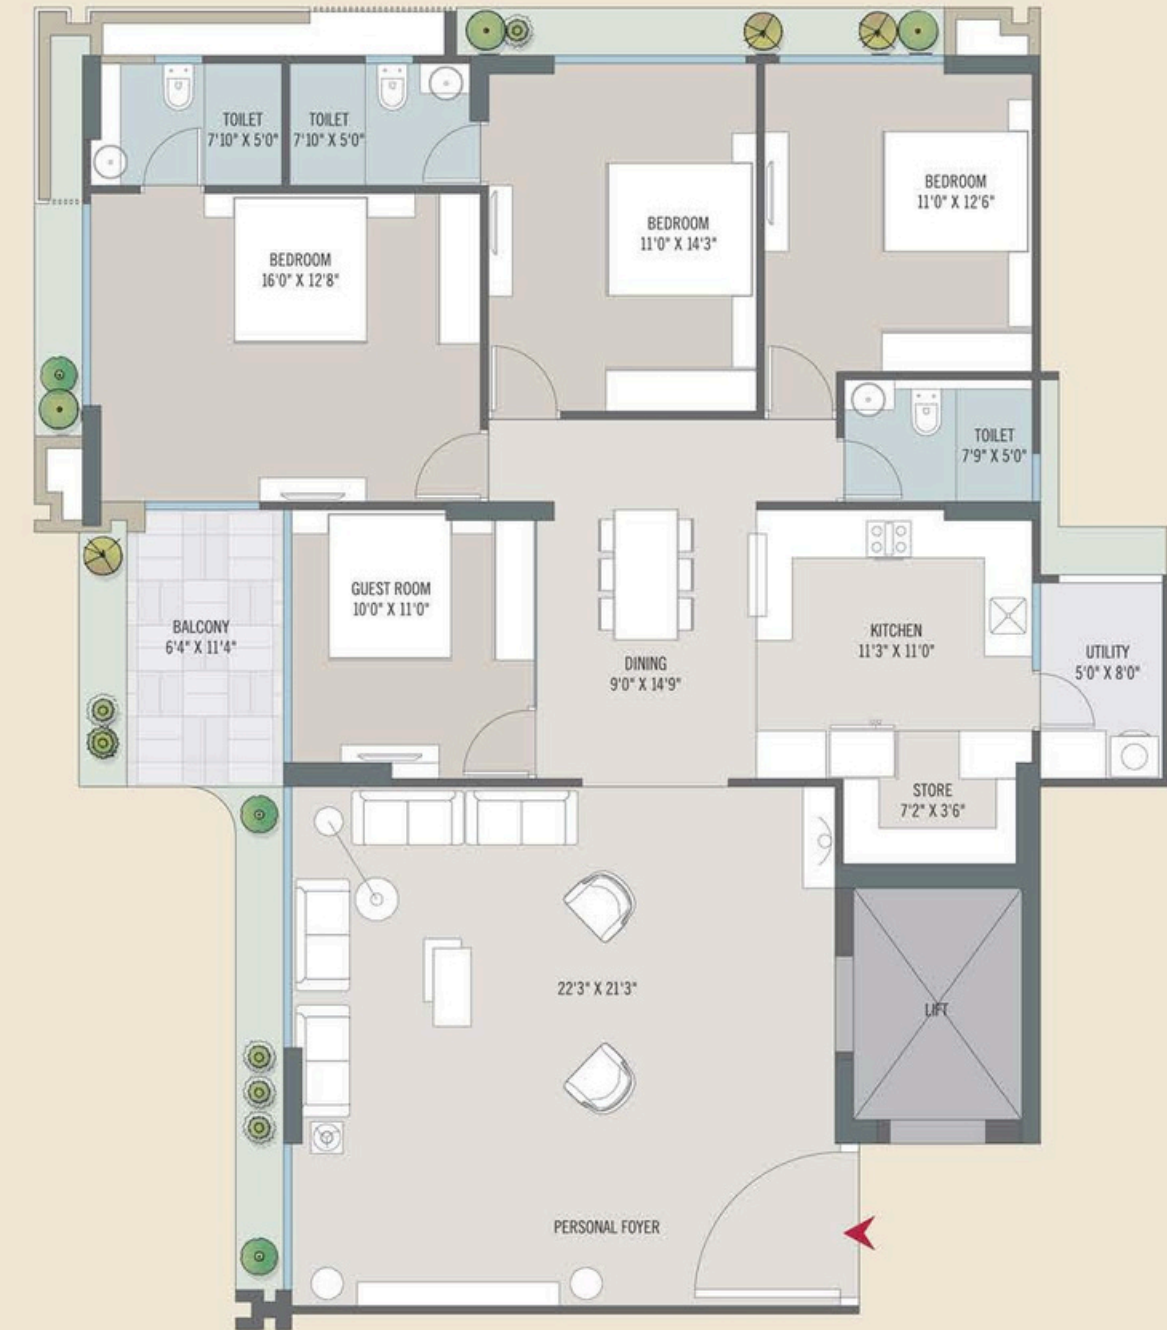 TOILET
7'10" X 5'0"
TOILET
7'10" X 5'0"
BEDROOM
11'0" X 12'6"
BEDROOM
11'0" X 14'3"
BEDROOM
16'0" X 12'8"
TOILET
7'9" X 5'0"
GUEST ROOM
10'0" X 11'0"
BALCONY
6'4" X 11'4"
KITCHEN
11'3" X 11'0"
DINING
9'0" X 14'9"
UTILITY
5'0" X 8'0"
STORE
7'2" X 3'6"
22'3" X 21'3"
LIFT
PERSONAL FOYER